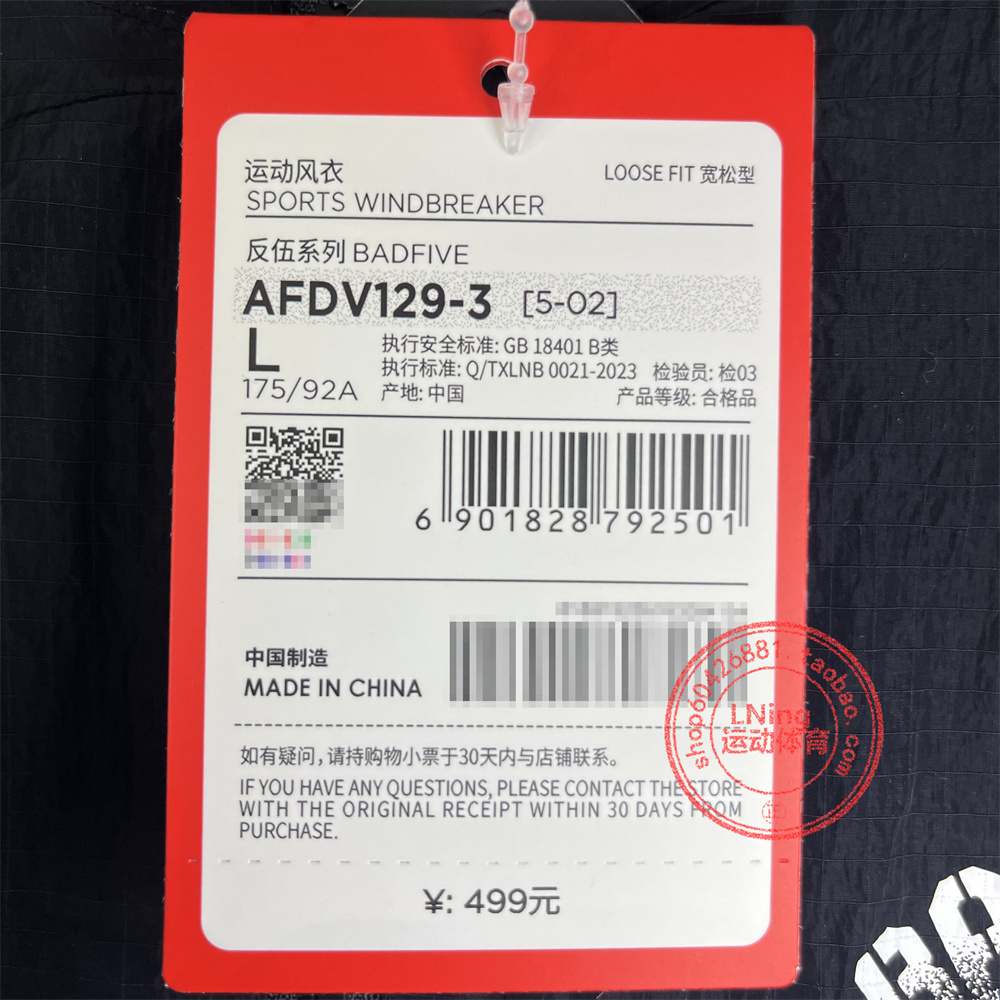 运动风衣
LOOSE FIT 宽松型
SPORTS WINDBREAKER
反伍系列 BADFIVE
AFDV129-3 [5-02]
L
175/92A
执行安全标准: GB 18401 B类
执行标准: Q/TXLNB 0021-2023 检验员: 检03
产地: 中国 产品等级: 合格品
6 901828 792501
中国制造
MADE IN CHINA
shop60426881.taobao.com
LNing
运动体育
正
如有疑问，请持购物小票于30天内与店铺联系。
IF YOU HAVE ANY QUESTIONS, PLEASE CONTACT THE STORE
WITH THE ORIGINAL RECEIPT WITHIN 30 DAYS FROM
PURCHASE.
¥: 499元